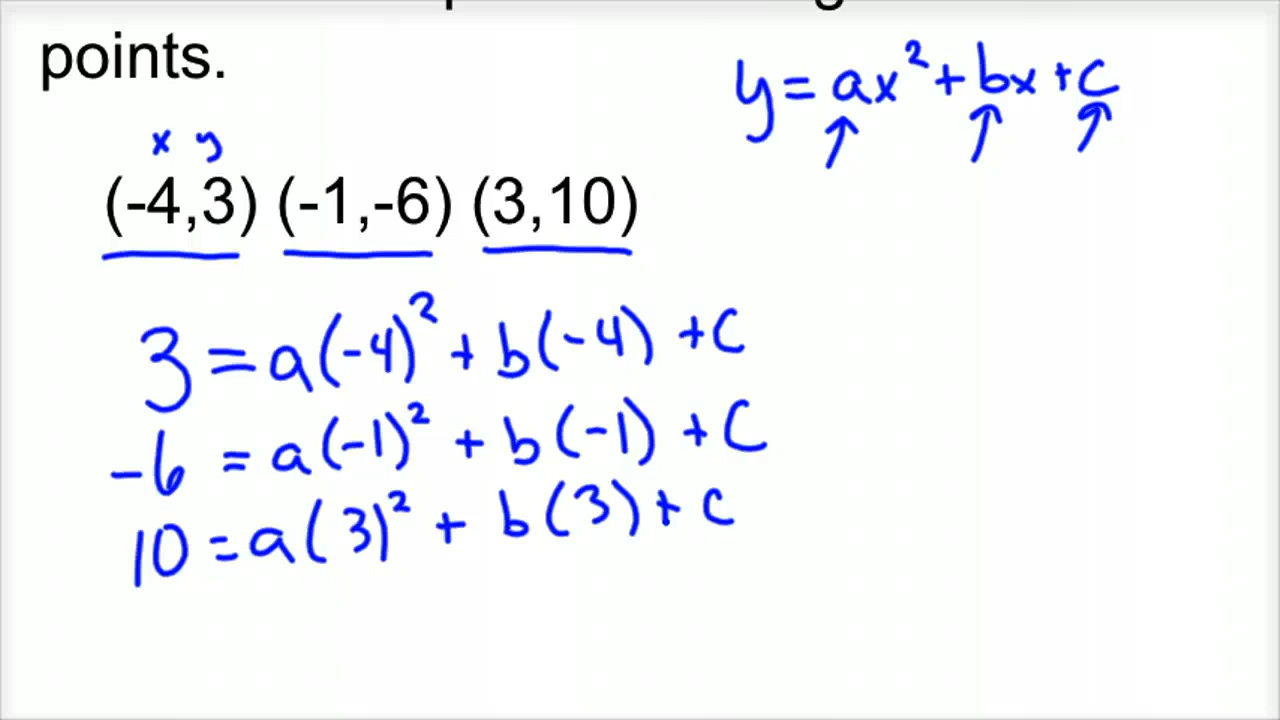 points.
y = ax² + bx + c
x y
(-4,3) (-1,-6) (3,10)
3 = a(-4)² + b(-4) + c
-6 = a(-1)² + b(-1) + c
10 = a(3)² + b(3) + c